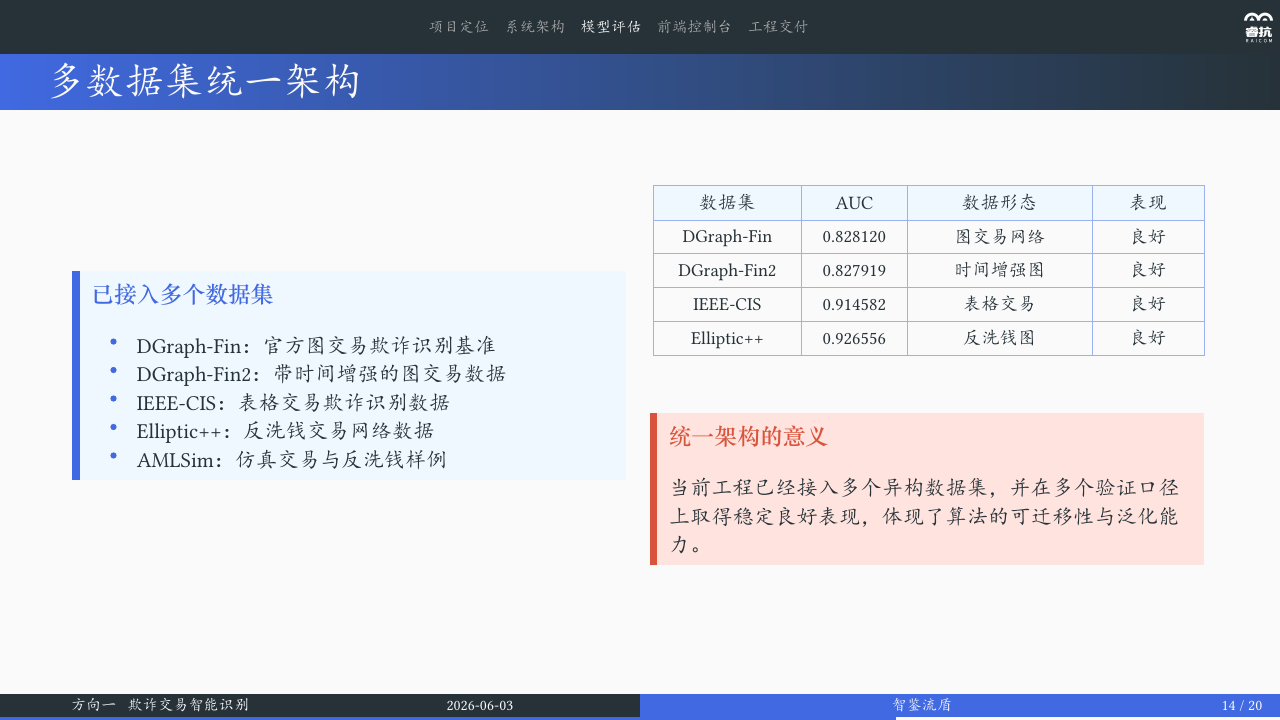 项目定位 系统架构 模型评估 前端控制台 工程交付
睿抗
RAICOM
多数据集统一架构
已接入多个数据集
• DGraph-Fin：官方图交易欺诈识别基准
• DGraph-Fin2：带时间增强的图交易数据
• IEEE-CIS：表格交易欺诈识别数据
• Elliptic++：反洗钱交易网络数据
• AMLSim：仿真交易与反洗钱样例
数据集 AUC 数据形态 表现
DGraph-Fin 0.828120 图交易网络 良好
DGraph-Fin2 0.827919 时间增强图 良好
IEEE-CIS 0.914582 表格交易 良好
Elliptic++ 0.926556 反洗钱图 良好
统一架构的意义
当前工程已经接入多个异构数据集，并在多个验证口径
上取得稳定良好表现，体现了算法的可迁移性与泛化能
力。
方向一 欺诈交易智能识别 2026-06-03 智鉴流盾 14 / 20